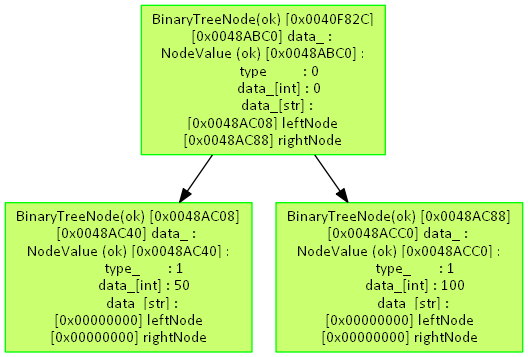 BinaryTreeNode(ok) [0x0040F82C]
[0x0048ABC0] data_ :
NodeValue (ok) [0x0048ABC0] :
type_ : 0
data_[int] : 0
data_[str] :
[0x0048AC08] leftNode
[0x0048AC88] rightNode
BinaryTreeNode(ok) [0x0048AC08]
[0x0048AC40] data_ :
NodeValue (ok) [0x0048AC40] :
type_ : 1
data_[int] : 50
data_[str] :
[0x00000000] leftNode
[0x00000000] rightNode
BinaryTreeNode(ok) [0x0048AC88]
[0x0048ACC0] data_ :
NodeValue (ok) [0x0048ACC0] :
type_ : 1
data_[int] : 100
data_[str] :
[0x00000000] leftNode
[0x00000000] rightNode